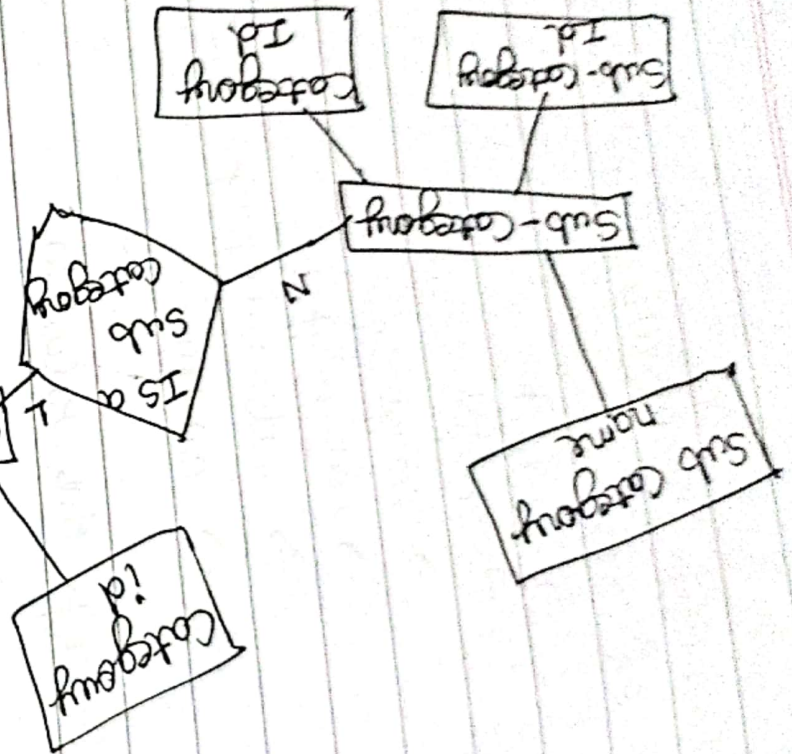 Category
id
Sub Category
name
IS a
Sub
Category
1
N
Sub-Category
Sub-Category
Id
Category
Id